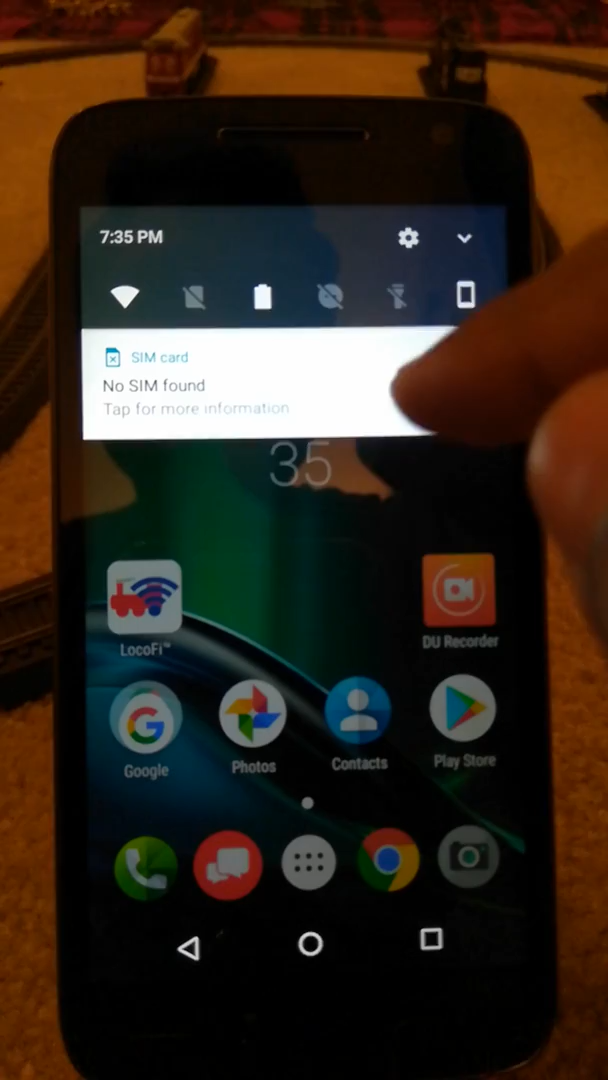 7:35 PM
SIM card
No SIM found
Tap for more information
35
LocoFi™
DU Recorder
G
Google
Photos
Contacts
Play Store